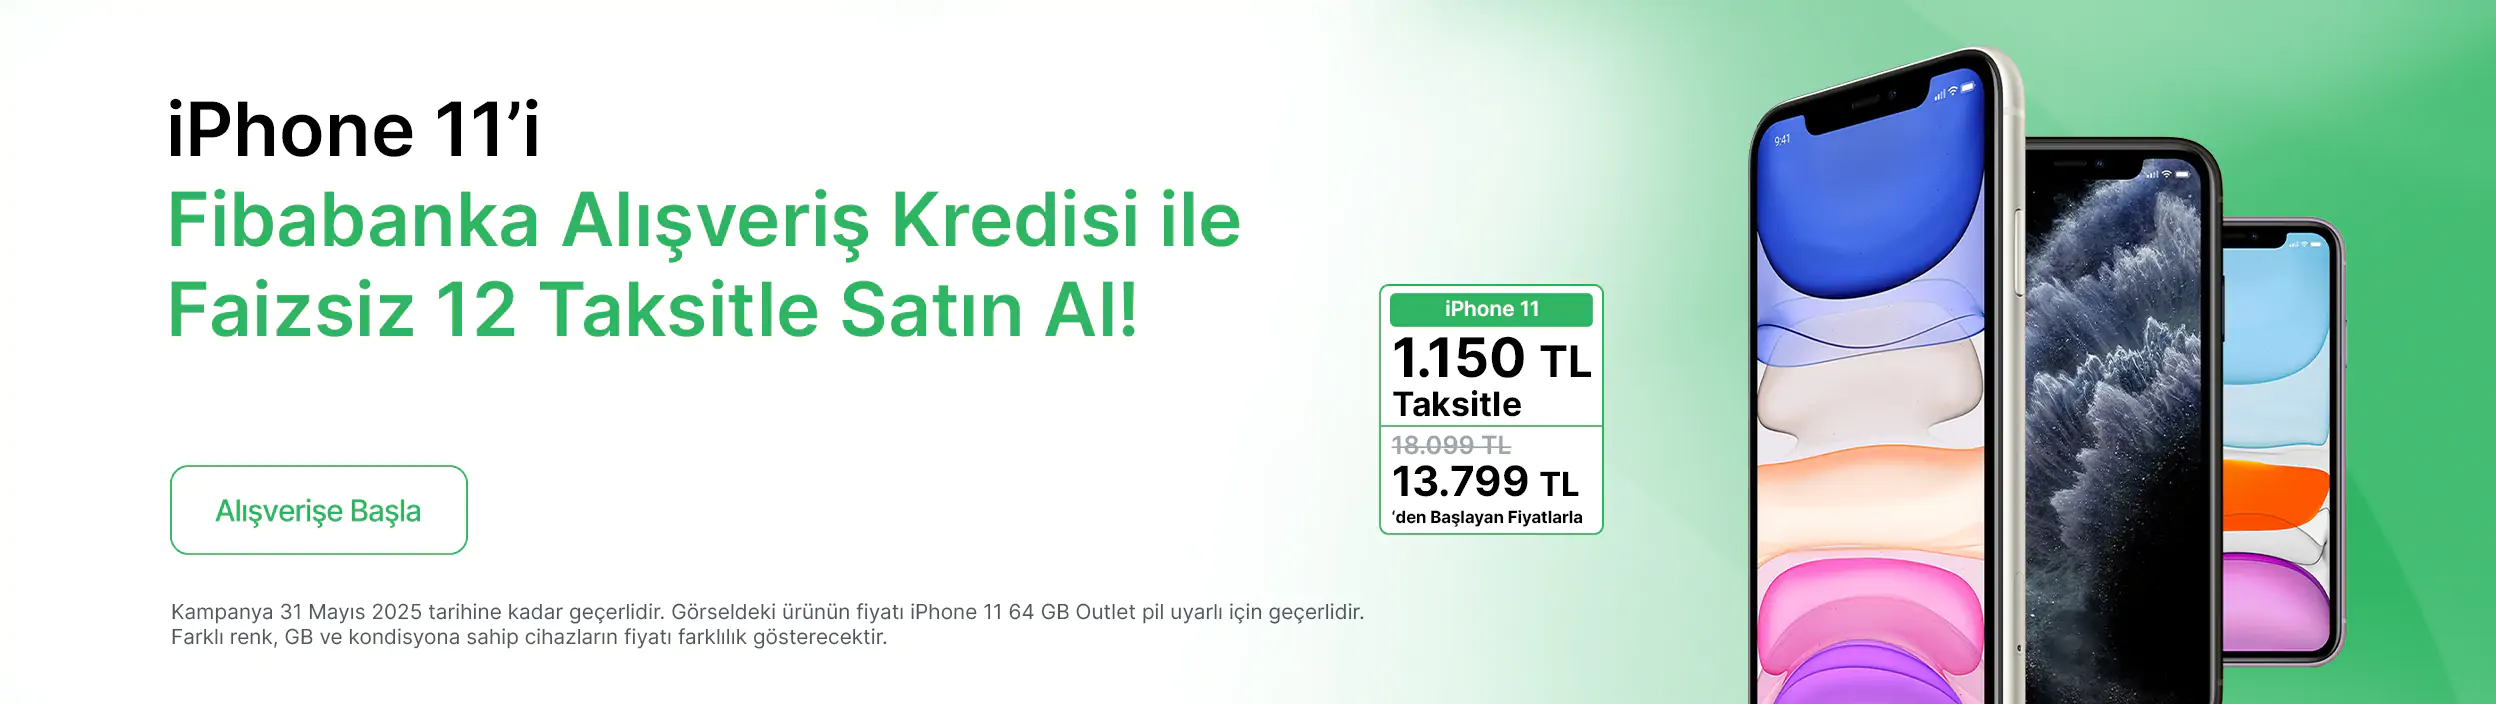 iPhone 11’i
Fibabanka Alışveriş Kredisi ile
Faizsiz 12 Taksitle Satın Al!
Alışverişe Başla
Kampanya 31 Mayıs 2025 tarihine kadar geçerlidir. Görseldeki ürünün fiyatı iPhone 11 64 GB Outlet pil uyarlı için geçerlidir.
Farklı renk, GB ve kondisyona sahip cihazların fiyatı farklılık gösterecektir.
iPhone 11
1.150 TL
Taksitle
18.099 TL
13.799 TL
‘den Başlayan Fiyatlarla
9:41